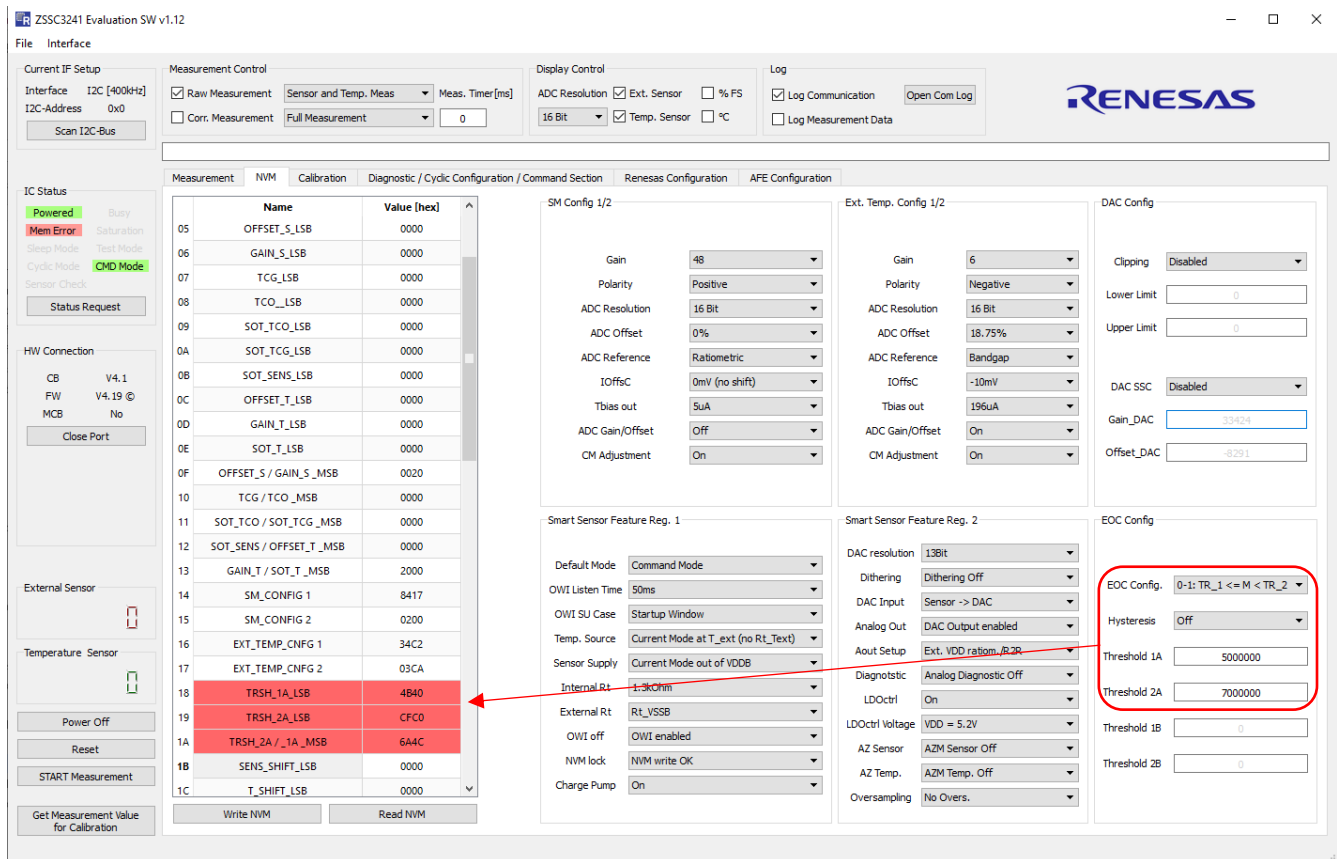 ZSSC3241 Evaluation SW v1.12
File Interface
Current IF Setup
Interface I2C [400kHz]
I2C-Address 0x0
Scan I2C-Bus
Measurement Control
Raw Measurement Sensor and Temp. Meas Meas. Timer[ms]
Corr. Measurement Full Measurement 0
Display Control
ADC Resolution Ext. Sensor % FS
16 Bit Temp. Sensor °C
Log
Log Communication Open Com Log
Log Measurement Data
RENESAS
Measurement NVM Calibration Diagnostic / Cyclic Configuration / Command Section Renesas Configuration AFE Configuration
IC Status
Powered Busy
Mem Error Saturation
Sleep Mode Test Mode
Cyclic Mode CMD Mode
Sensor Check
Status Request
HW Connection
CB V4.1
FW V4.19 ©
MCB No
Close Port
External Sensor
0
Temperature Sensor
0
Power Off
Reset
START Measurement
Get Measurement Value
for Calibration
Name Value [hex]
05 OFFSET_S_LSB 0000
06 GAIN_S_LSB 0000
07 TCG_LSB 0000
08 TCO__LSB 0000
09 SOT_TCO_LSB 0000
0A SOT_TCG_LSB 0000
0B SOT_SENS_LSB 0000
0C OFFSET_T_LSB 0000
0D GAIN_T_LSB 0000
0E SOT_T_LSB 0000
0F OFFSET_S / GAIN_S _MSB 0020
10 TCG / TCO _MSB 0000
11 SOT_TCO / SOT_TCG _MSB 0000
12 SOT_SENS / OFFSET_T _MSB 0000
13 GAIN_T / SOT_T _MSB 2000
14 SM_CONFIG 1 8417
15 SM_CONFIG 2 0200
16 EXT_TEMP_CNFG 1 34C2
17 EXT_TEMP_CNFG 2 03CA
18 TRSH_1A_LSB 4B40
19 TRSH_2A_LSB CFC0
1A TRSH_2A / _1A _MSB 6A4C
1B SENS_SHIFT_LSB 0000
1C T_SHIFT_LSB 0000
Write NVM Read NVM
SM Config 1/2
Gain 48
Polarity Positive
ADC Resolution 16 Bit
ADC Offset 0%
ADC Reference Ratiometric
IOffsC 0mV (no shift)
Tbias out 5uA
ADC Gain/Offset Off
CM Adjustment On
Ext. Temp. Config 1/2
Gain 6
Polarity Negative
ADC Resolution 16 Bit
ADC Offset 18.75%
ADC Reference Bandgap
IOffsC -10mV
Tbias out 196uA
ADC Gain/Offset On
CM Adjustment On
DAC Config
Clipping Disabled
Lower Limit 0
Upper Limit 0
DAC SSC Disabled
Gain_DAC 33424
Offset_DAC -8291
Smart Sensor Feature Reg. 1
Default Mode Command Mode
OWI Listen Time 50ms
OWI SU Case Startup Window
Temp. Source Current Mode at T_ext (no Rt_Text)
Sensor Supply Current Mode out of VDDB
Internal Rt 1.3kOhm
External Rt Rt_VSSB
OWI off OWI enabled
NVM lock NVM write OK
Charge Pump On
Smart Sensor Feature Reg. 2
DAC resolution 13Bit
Dithering Dithering Off
DAC Input Sensor -> DAC
Analog Out DAC Output enabled
Aout Setup Ext. VDD ratiom./R2R
Diagnotstic Analog Diagnostic Off
LDOctrl On
LDOctrl Voltage VDD = 5.2V
AZ Sensor AZM Sensor Off
AZ Temp. AZM Temp. Off
Oversampling No Overs.
EOC Config
EOC Config. 0-1: TR_1 <= M < TR_2
Hysteresis Off
Threshold 1A 5000000
Threshold 2A 7000000
Threshold 1B 0
Threshold 2B 0